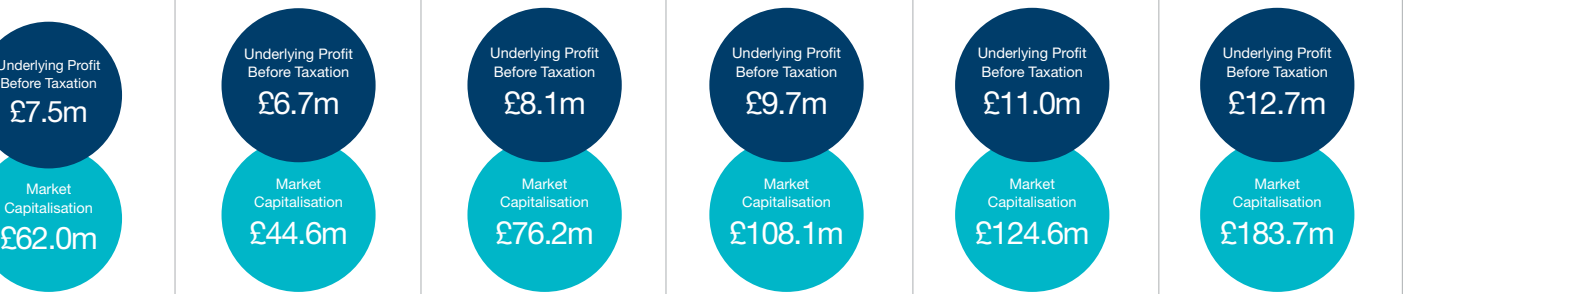 Underlying Profit
Before Taxation
£7.5m
Market
Capitalisation
£62.0m
Underlying Profit
Before Taxation
£6.7m
Market
Capitalisation
£44.6m
Underlying Profit
Before Taxation
£8.1m
Market
Capitalisation
£76.2m
Underlying Profit
Before Taxation
£9.7m
Market
Capitalisation
£108.1m
Underlying Profit
Before Taxation
£11.0m
Market
Capitalisation
£124.6m
Underlying Profit
Before Taxation
£12.7m
Market
Capitalisation
£183.7m